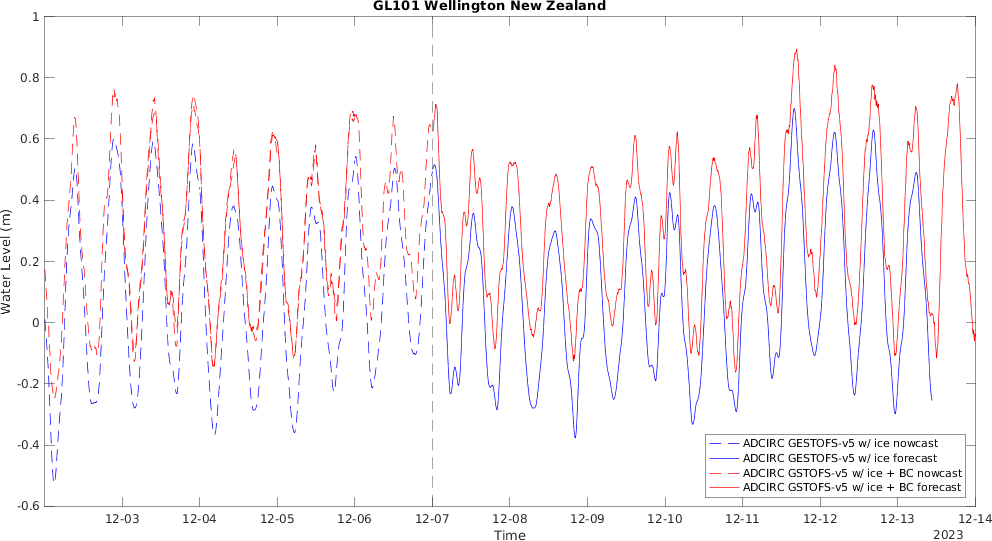 GL101 Wellington New Zealand
1
0.8
0.6
0.4
0.2
0
-0.2
-0.4
-0.6
Water Level (m)
12-03 12-04 12-05 12-06 12-07 12-08 12-09 12-10 12-11 12-12 12-13 12-14
Time
2023
ADCIRC GESTOFS-v5 w/ ice nowcast
ADCIRC GESTOFS-v5 w/ ice forecast
ADCIRC GSTOFS-v5 w/ ice + BC nowcast
ADCIRC GSTOFS-v5 w/ ice + BC forecast